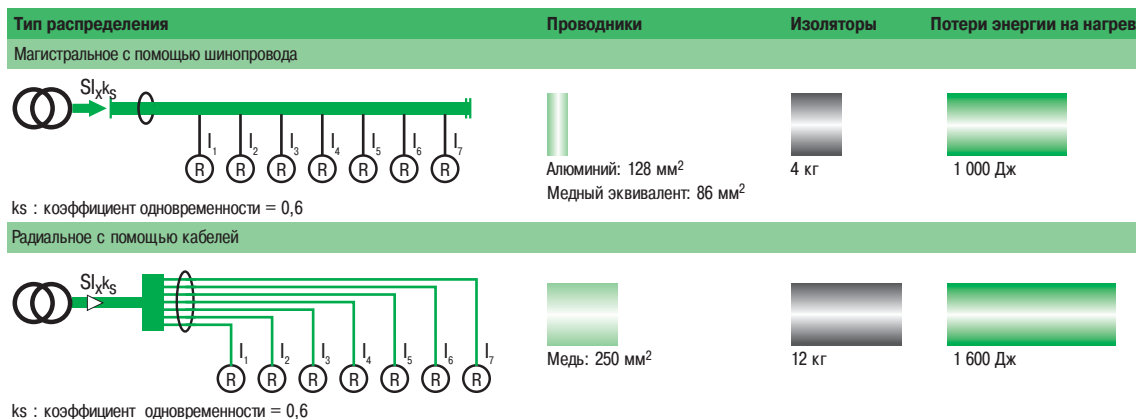 Тип распределения Проводники Изоляторы Потери энергии на нагрев
Магистральное с помощью шинопровода
SIxks
I1 I2 I3 I4 I5 I6 I7
R R R R R R R
Алюминий: 128 мм² 4 кг 1 000 Дж
Медный эквивалент: 86 мм²
ks : коэффициент одновременности = 0,6
Радиальное с помощью кабелей
SIxks
I1 I2 I3 I4 I5 I6 I7
R R R R R R R
Медь: 250 мм² 12 кг 1 600 Дж
ks : коэффициент одновременности = 0,6